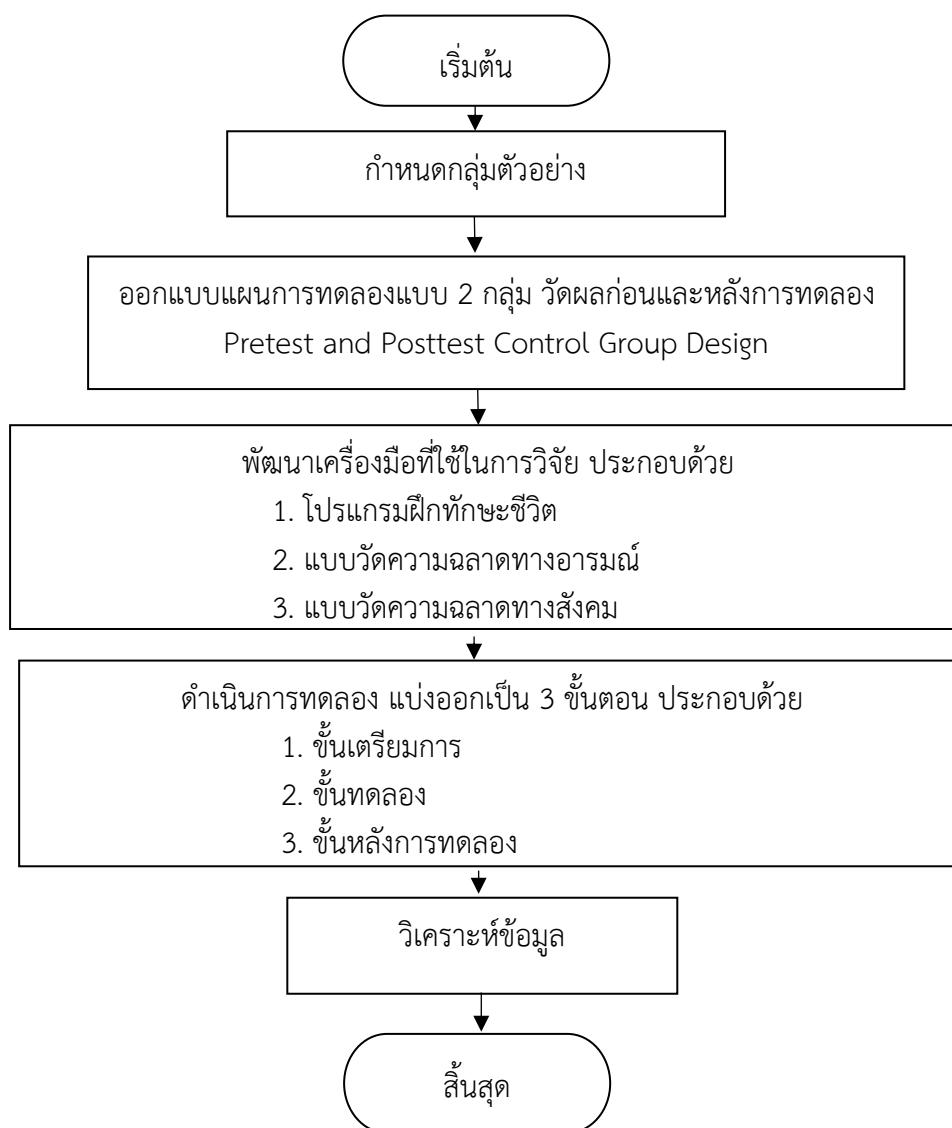 เริ่มต้น
กำหนดกลุ่มตัวอย่าง
ออกแบบแผนการทดลองแบบ 2 กลุ่ม วัดผลก่อนและหลังการทดลอง
Pretest and Posttest Control Group Design
พัฒนาเครื่องมือที่ใช้ในการวิจัย ประกอบด้วย
1. โปรแกรมฝึกทักษะชีวิต
2. แบบวัดความฉลาดทางอารมณ์
3. แบบวัดความฉลาดทางสังคม
ดำเนินการทดลอง แบ่งออกเป็น 3 ขั้นตอน ประกอบด้วย
1. ขั้นเตรียมการ
2. ขั้นทดลอง
3. ขั้นหลังการทดลอง
วิเคราะห์ข้อมูล
สิ้นสุด